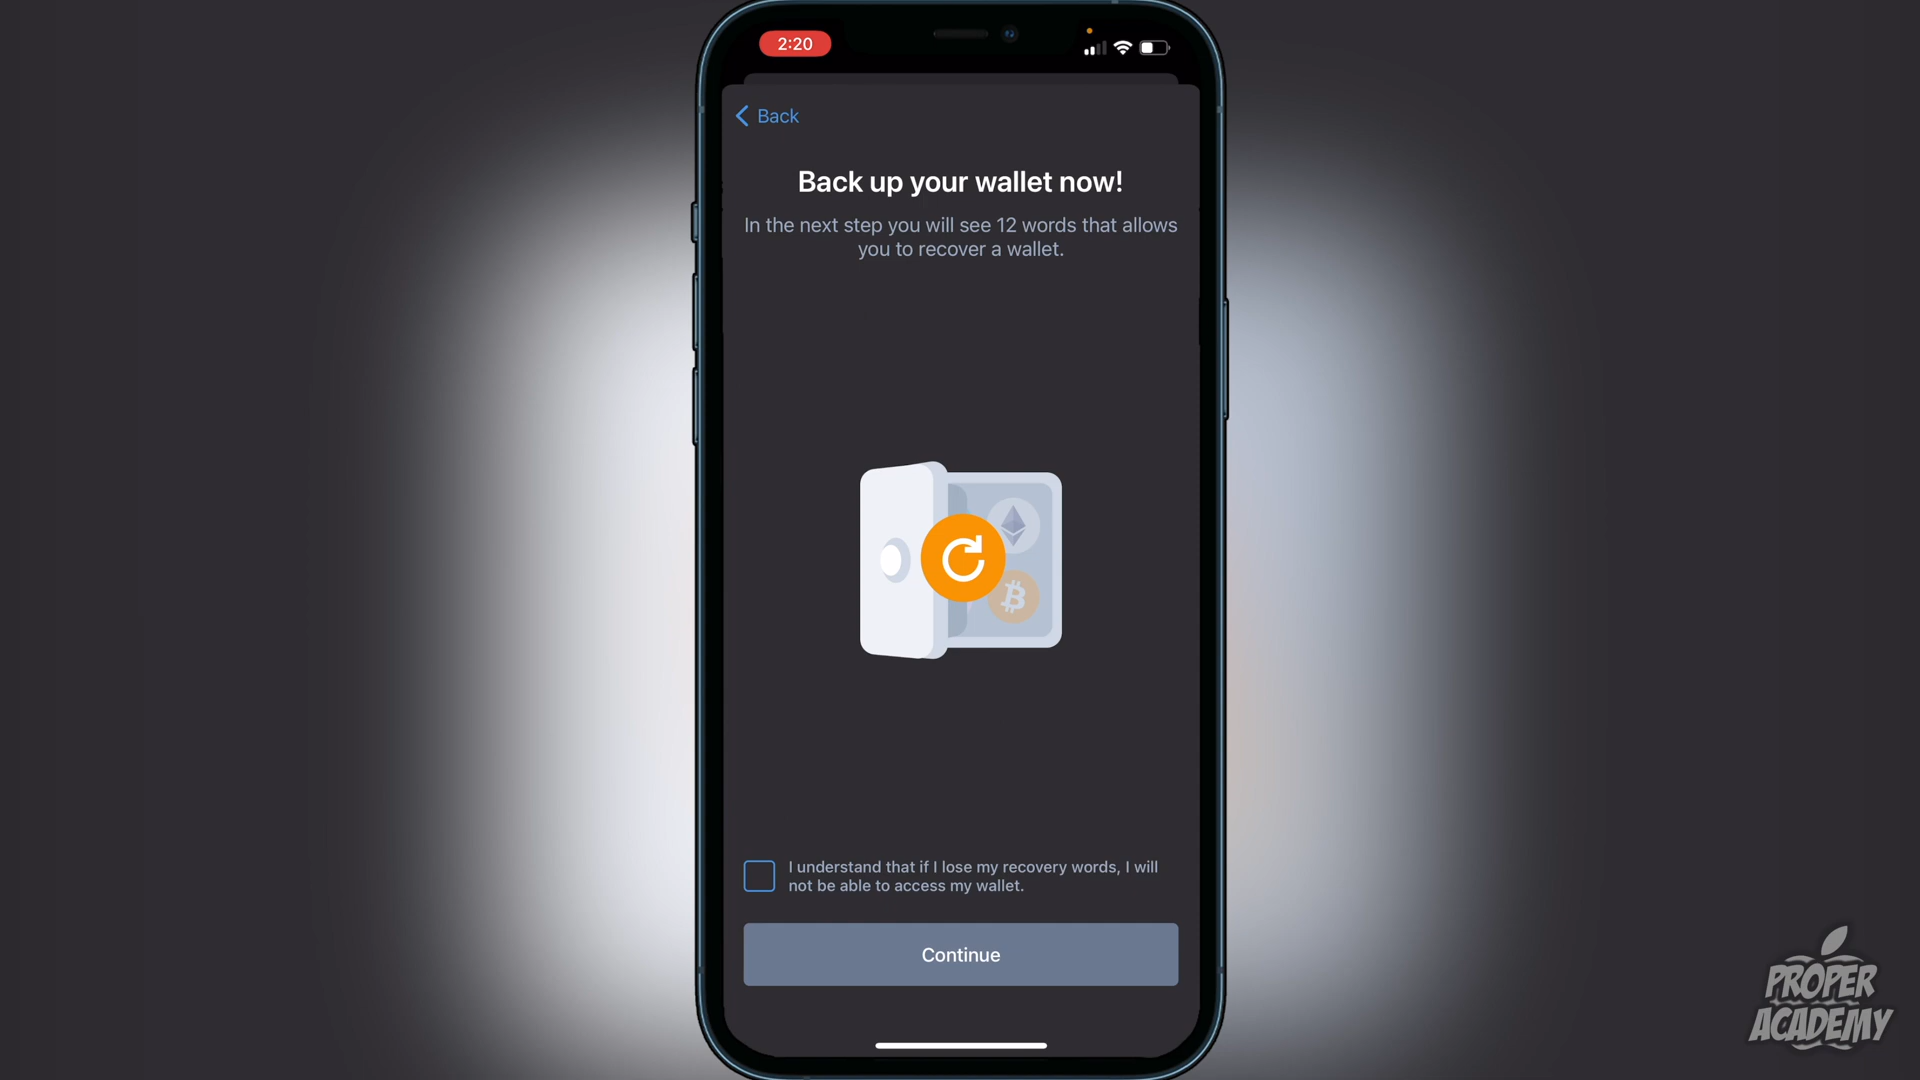 2:20
Back
Back up your wallet now!
In the next step you will see 12 words that allows
you to recover a wallet.
I understand that if I lose my recovery words, I will
not be able to access my wallet.
Continue
PROPER
ACADEMY